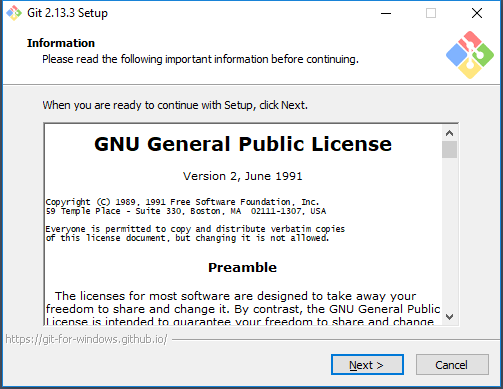 Git 2.13.3 Setup
Information
Please read the following important information before continuing.
When you are ready to continue with Setup, click Next.
GNU General Public License
Version 2, June 1991
Copyright (C) 1989, 1991 Free Software Foundation, Inc.
59 Temple Place - Suite 330, Boston, MA  02111-1307, USA
Everyone is permitted to copy and distribute verbatim copies
of this license document, but changing it is not allowed.
Preamble
The licenses for most software are designed to take away your
freedom to share and change it. By contrast, the GNU General Public
License is intended to guarantee your freedom to share and change
https://git-for-windows.github.io/
Next >
Cancel